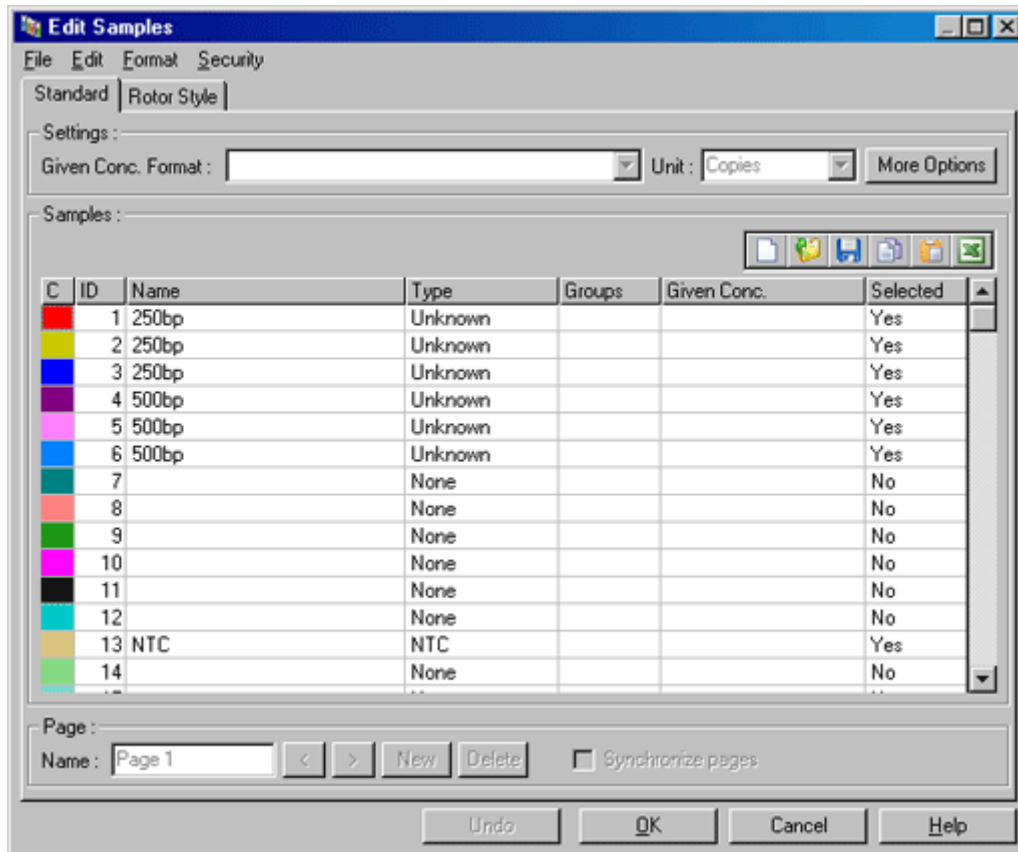 Edit Samples
File Edit Format Security
Standard Rotor Style
Settings :
Given Conc. Format : Unit : Copies More Options
Samples :
C ID Name Type Groups Given Conc. Selected
1 250bp Unknown Yes
2 250bp Unknown Yes
3 250bp Unknown Yes
4 500bp Unknown Yes
5 500bp Unknown Yes
6 500bp Unknown Yes
7 None No
8 None No
9 None No
10 None No
11 None No
12 None No
13 NTC NTC Yes
14 None No
Page :
Name : Page 1 < > New Delete Synchronize pages
Undo OK Cancel Help